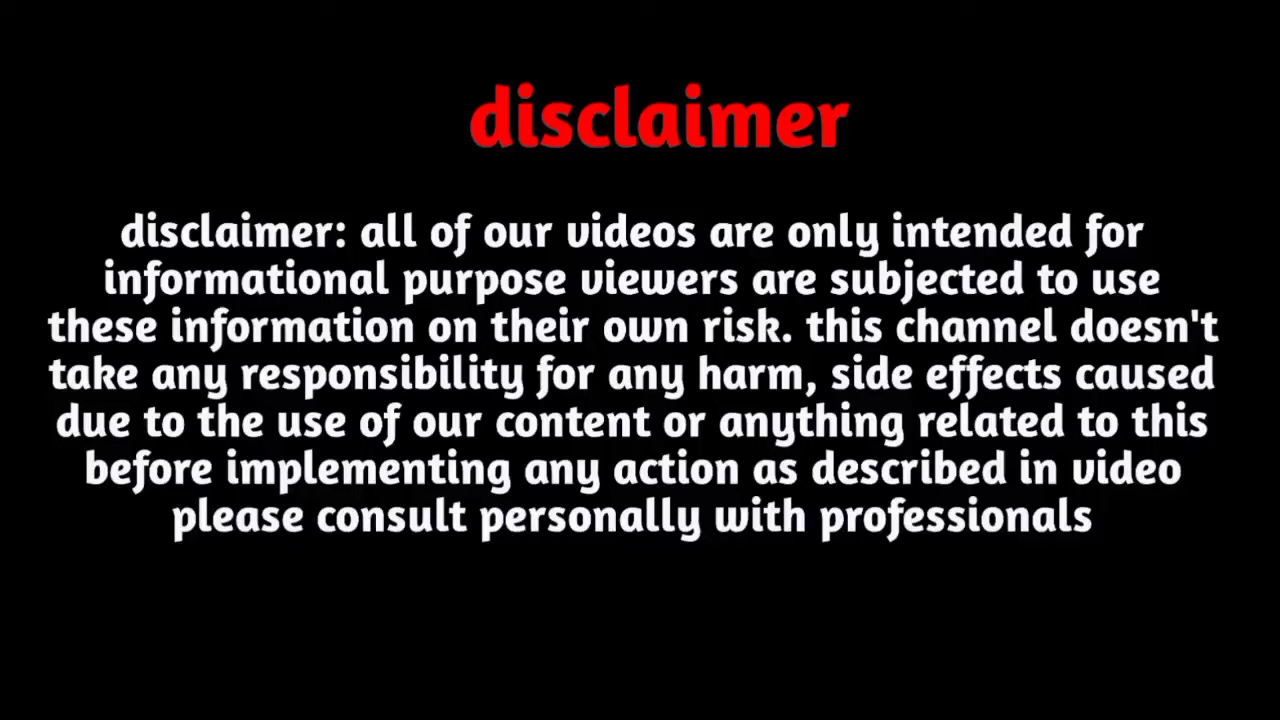 disclaimer
disclaimer: all of our videos are only intended for
informational purpose viewers are subjected to use
these information on their own risk. this channel doesn't
take any responsibility for any harm, side effects caused
due to the use of our content or anything related to this
before implementing any action as described in video
please consult personally with professionals